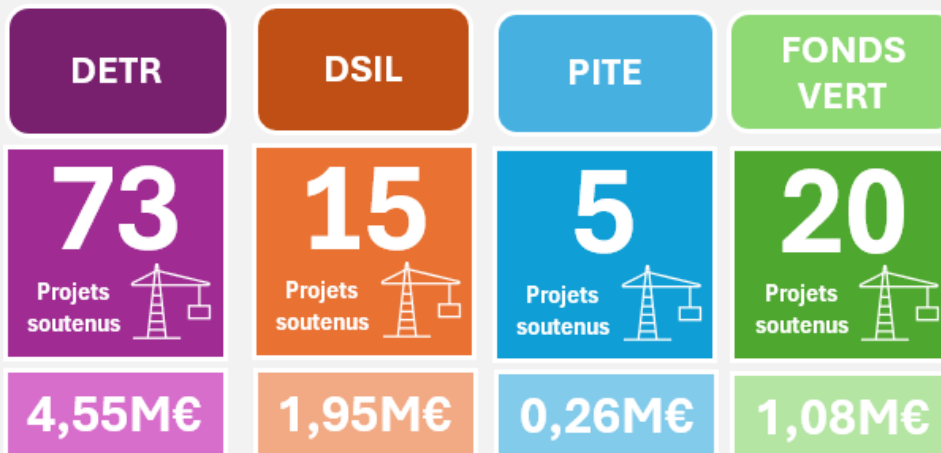 DETR
DSIL
PITE
FONDS
VERT
73
Projets
soutenus
15
Projets
soutenus
5
Projets
soutenus
20
Projets
soutenus
4,55M€
1,95M€
0,26M€
1,08M€